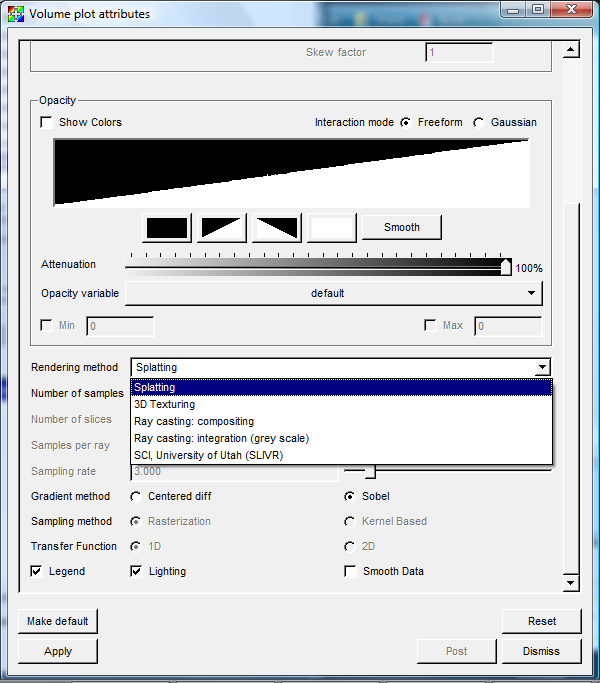 Volume plot attributes
Skew factor 1
Opacity
Show Colors Interaction mode Freeform Gaussian
Smooth
Attenuation 100%
Opacity variable default
Min 0 Max 0
Rendering method Splatting
Splatting
Number of samples
3D Texturing
Number of slices
Ray casting: compositing
Samples per ray
Ray casting: integration (grey scale)
SCI, University of Utah (SLIVR)
Sampling rate 3.000
Gradient method Centered diff Sobel
Sampling method Rasterization Kernel Based
Transfer Function 1D 2D
Legend Lighting Smooth Data
Make default Reset
Apply Post Dismiss